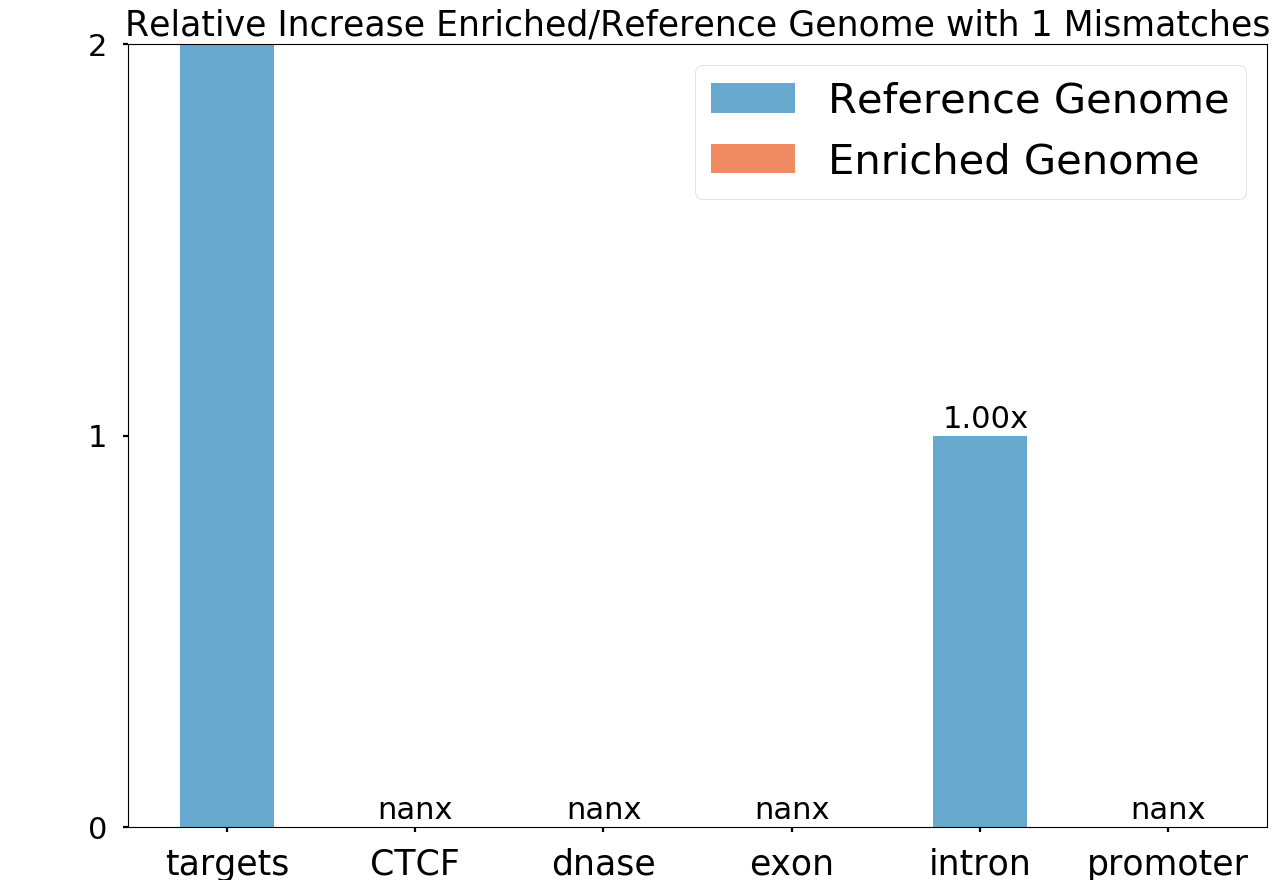 Relative Increase Enriched/Reference Genome with 1 Mismatches
2
Reference Genome
Enriched Genome
1.00x
1
nanx nanx nanx nanx
0
targets CTCF dnase exon intron promoter